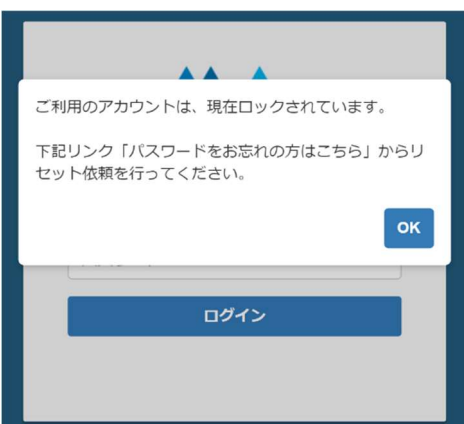 ご利用のアカウントは、現在ロックされています。
下記リンク「パスワードをお忘れの方はこちら」からリ
セット依頼を行ってください。
OK
ログイン